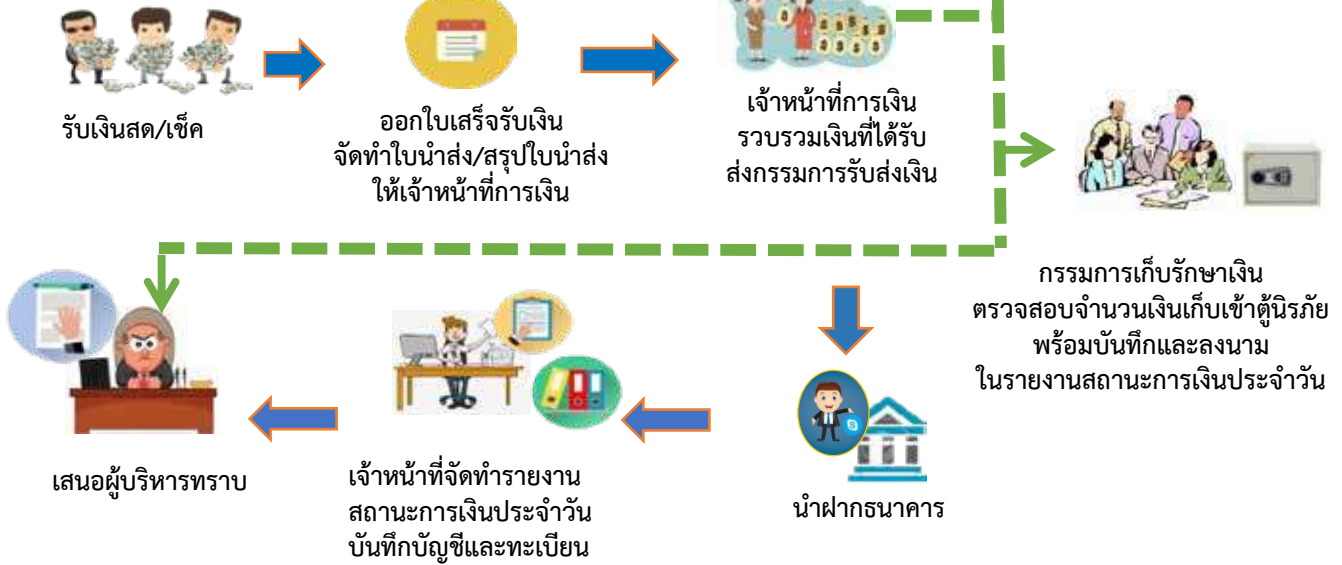 รับเงินสด/เช็ค
ออกใบเสร็จรับเงิน
จัดทำใบนำส่ง/สรุปใบนำส่ง
ให้เจ้าหน้าที่การเงิน
เจ้าหน้าที่การเงิน
รวบรวมเงินที่ได้รับ
ส่งกรรมการรับส่งเงิน
กรรมการเก็บรักษาเงิน
ตรวจสอบจำนวนเงินเก็บเข้าตู้นิรภัย
พร้อมบันทึกและลงนาม
ในรายงานสถานะการเงินประจำวัน
นำฝากธนาคาร
เจ้าหน้าที่จัดทำรายงาน
สถานะการเงินประจำวัน
บันทึกบัญชีและทะเบียน
เสนอผู้บริหารทราบ